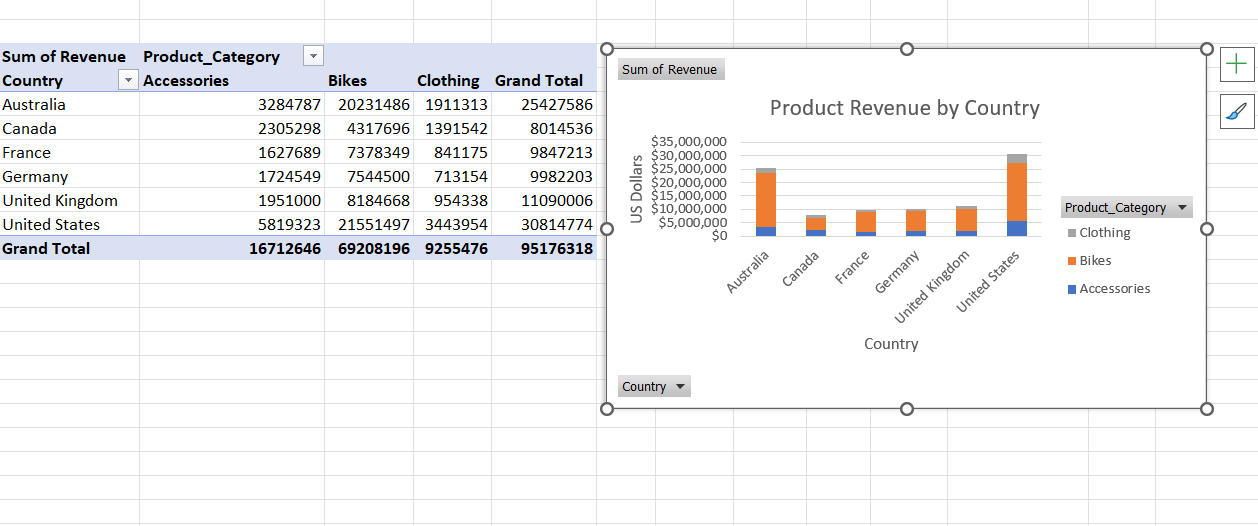 Sum of Revenue Product_Category
Country Accessories Bikes Clothing Grand Total
Australia 3284787 20231486 1911313 25427586
Canada 2305298 4317696 1391542 8014536
France 1627689 7378349 841175 9847213
Germany 1724549 7544500 713154 9982203
United Kingdom 1951000 8184668 954338 11090006
United States 5819323 21551497 3443954 30814774
Grand Total 16712646 69208196 9255476 95176318
Sum of Revenue
Product Revenue by Country
US Dollars
$35,000,000
$30,000,000
$25,000,000
$20,000,000
$15,000,000
$10,000,000
$5,000,000
$0
Australia
Canada
France
Germany
United Kingdom
United States
Country
Product_Category
Clothing
Bikes
Accessories
Country